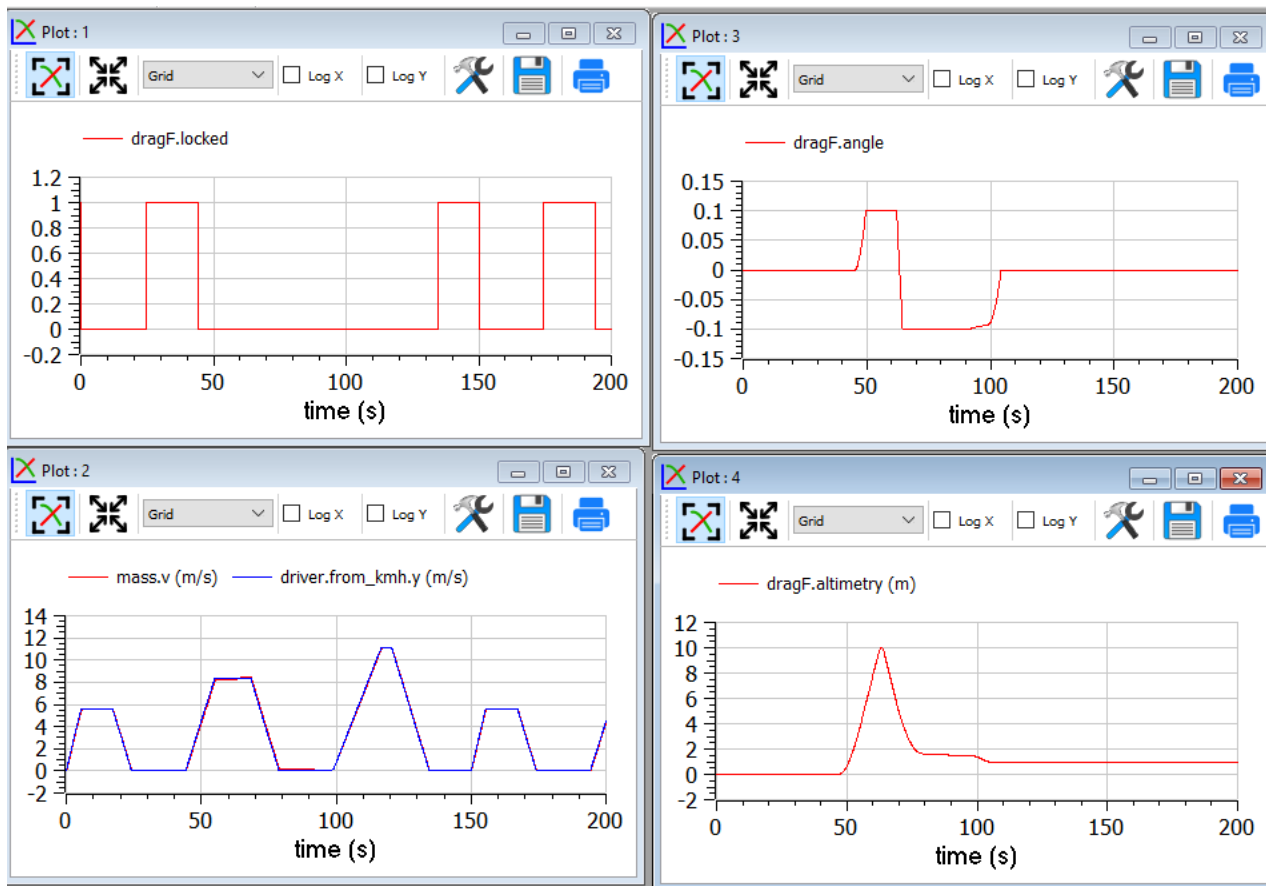 Plot : 1
Grid Log X Log Y
dragF.locked
1.2
1
0.8
0.6
0.4
0.2
0
-0.2
0 50 100 150 200
time (s)
Plot : 3
Grid Log X Log Y
dragF.angle
0.15
0.1
0.05
0
-0.05
-0.1
-0.15
0 50 100 150 200
time (s)
Plot : 2
Grid Log X Log Y
mass.v (m/s) driver.from_kmh.y (m/s)
14
12
10
8
6
4
2
0
-2
0 50 100 150 200
time (s)
Plot : 4
Grid Log X Log Y
dragF.altimetry (m)
12
10
8
6
4
2
0
-2
0 50 100 150 200
time (s)